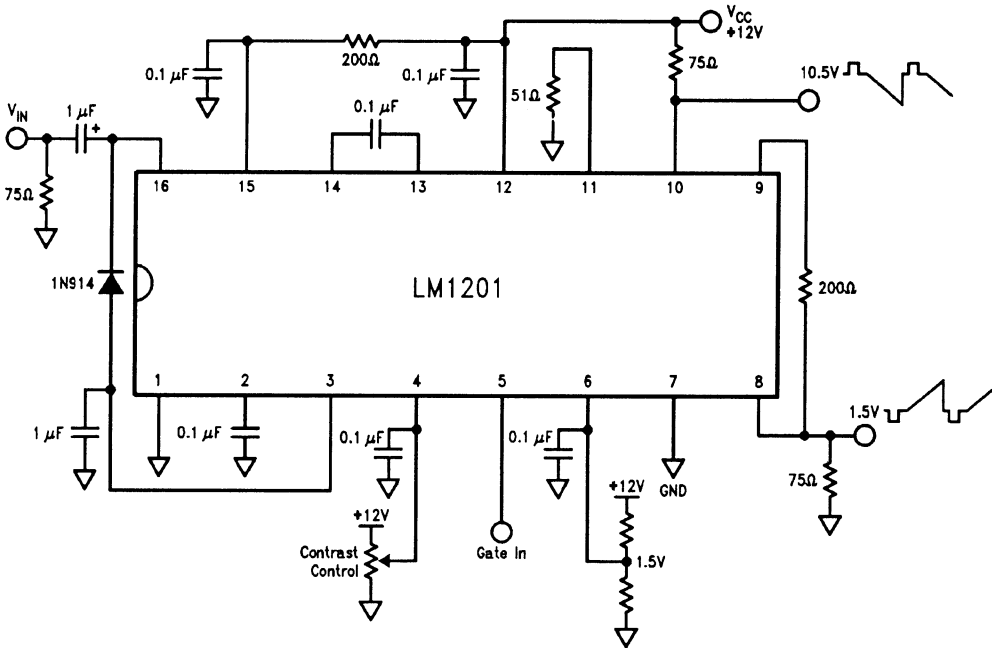 V_CC
+12V
200Ω
75Ω
0.1 μF
0.1 μF
51Ω
10.5V
0.1 μF
V_IN
1 μF
+
75Ω
16
15
14
13
12
11
10
9
1N914
LM1201
200Ω
1
2
3
4
5
6
7
8
1.5V
1 μF
0.1 μF
0.1 μF
0.1 μF
75Ω
GND
+12V
+12V
Contrast
Control
Gate In
1.5V